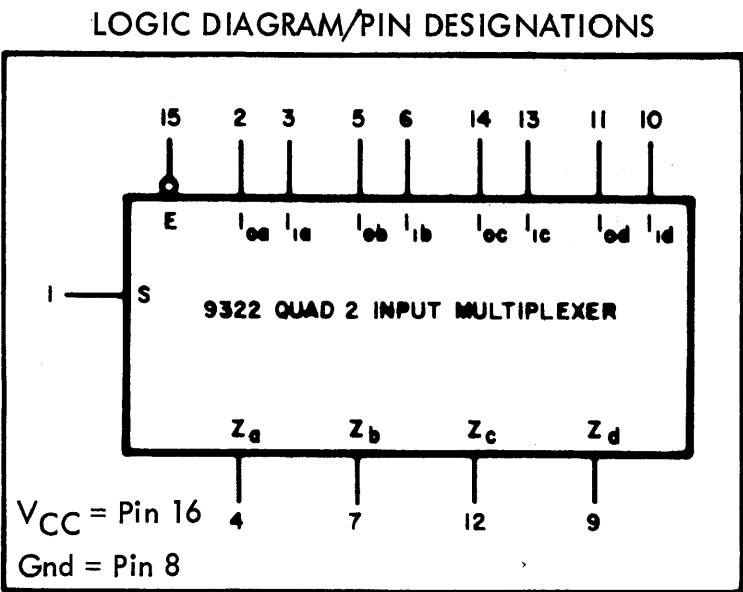 LOGIC DIAGRAM/PIN DESIGNATIONS
15 2 3 5 6 14 13 11 10
E I0a I1a I0b I1b I0c I1c I0d I1d
1 S
9322 QUAD 2 INPUT MULTIPLEXER
Za Zb Zc Zd
4 7 12 9
VCC = Pin 16
Gnd = Pin 8